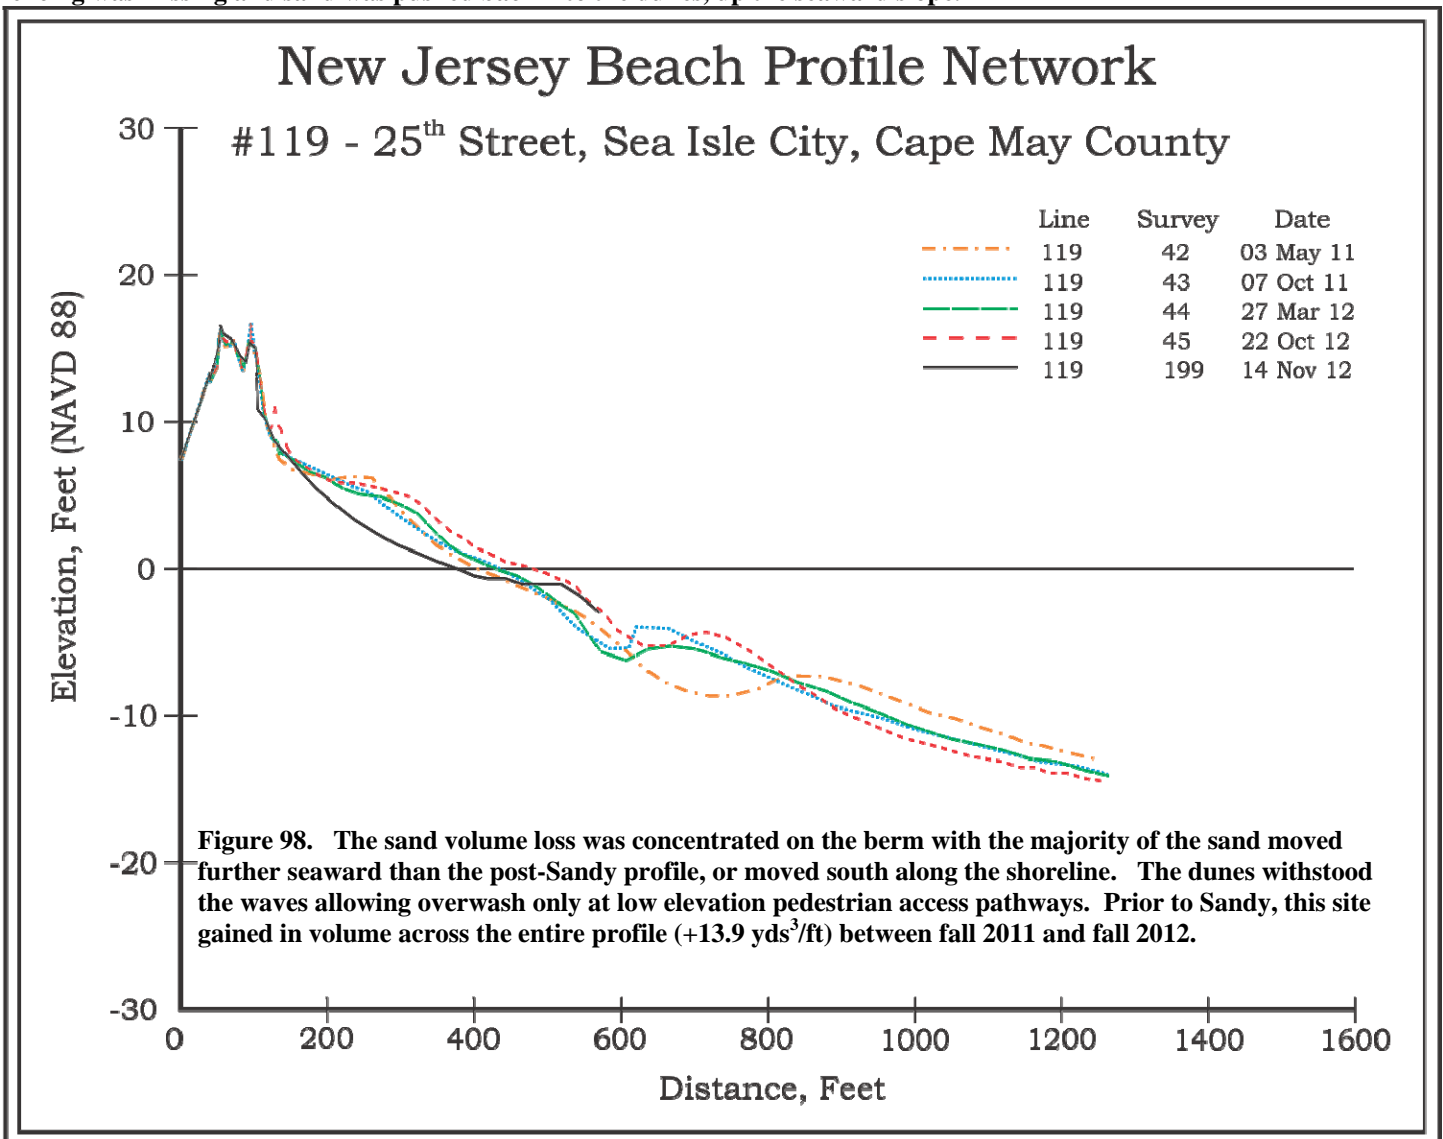 New Jersey Beach Profile Network
#119 - 25th Street, Sea Isle City, Cape May County
Line Survey Date
119 42 03 May 11
119 43 07 Oct 11
119 44 27 Mar 12
119 45 22 Oct 12
119 199 14 Nov 12
Elevation, Feet (NAVD 88)
30
20
10
0
-10
-20
-30
Figure 98. The sand volume loss was concentrated on the berm with the majority of the sand moved
further seaward than the post-Sandy profile, or moved south along the shoreline. The dunes withstood
the waves allowing overwash only at low elevation pedestrian access pathways. Prior to Sandy, this site
gained in volume across the entire profile (+13.9 yds³/ft) between fall 2011 and fall 2012.
0 200 400 600 800 1000 1200 1400 1600
Distance, Feet